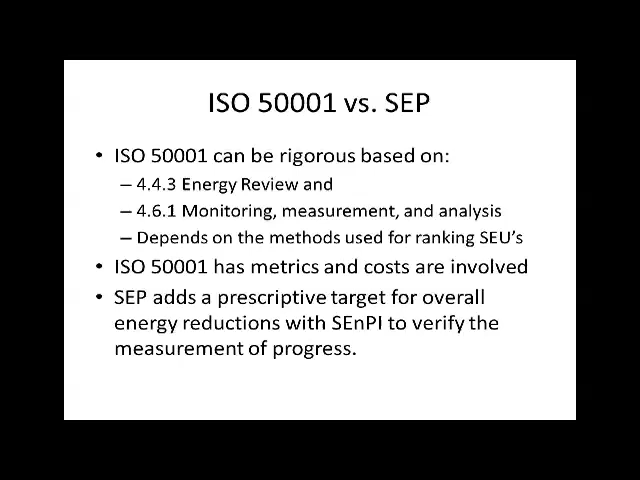 ISO 50001 vs. SEP
• ISO 50001 can be rigorous based on:
– 4.4.3 Energy Review and
– 4.6.1 Monitoring, measurement, and analysis
– Depends on the methods used for ranking SEU's
• ISO 50001 has metrics and costs are involved
• SEP adds a prescriptive target for overall
energy reductions with SEnPI to verify the
measurement of progress.